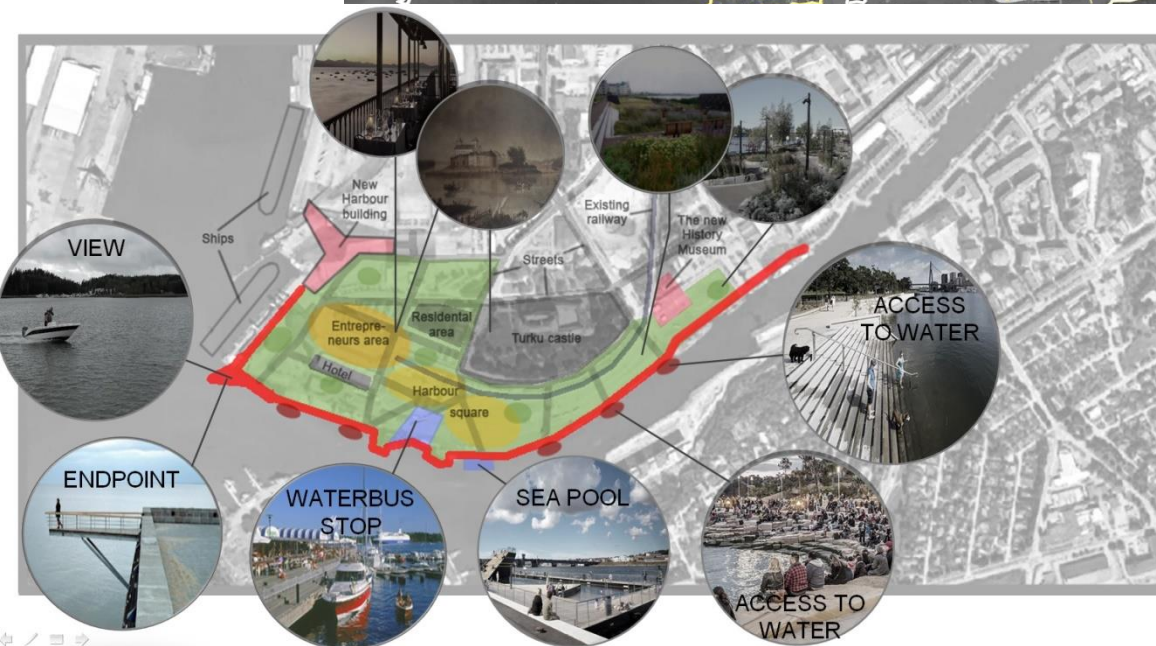 New
Harbour
building
Ships
VIEW
Existing
railway
The new
History
Museum
Streets
Entrepre-
neurs area
Residental
area
Turku castle
Hotel
Harbour
square
ACCESS
TO WATER
ENDPOINT
WATERBUS
STOP
SEA POOL
ACCESS TO
WATER